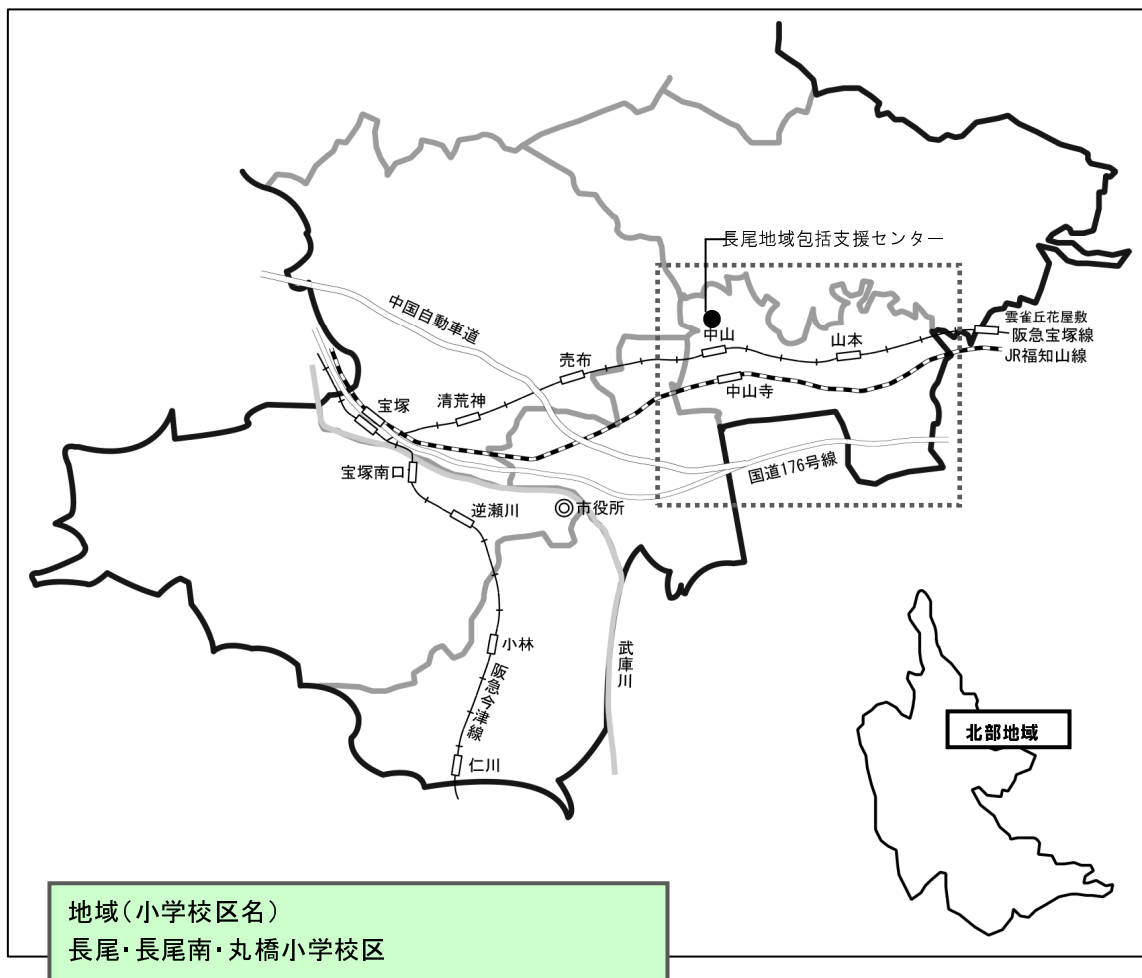 長尾地域包括支援センター
中国自動車道
中山
山本
雲雀丘花屋敷
阪急宝塚線
JR福知山線
売布
中山寺
清荒神
宝塚
国道176号線
宝塚南口
逆瀬川
市役所
小林
武庫川
阪急今津線
北部地域
仁川
地域(小学校区名)
長尾・長尾南・丸橋小学校区